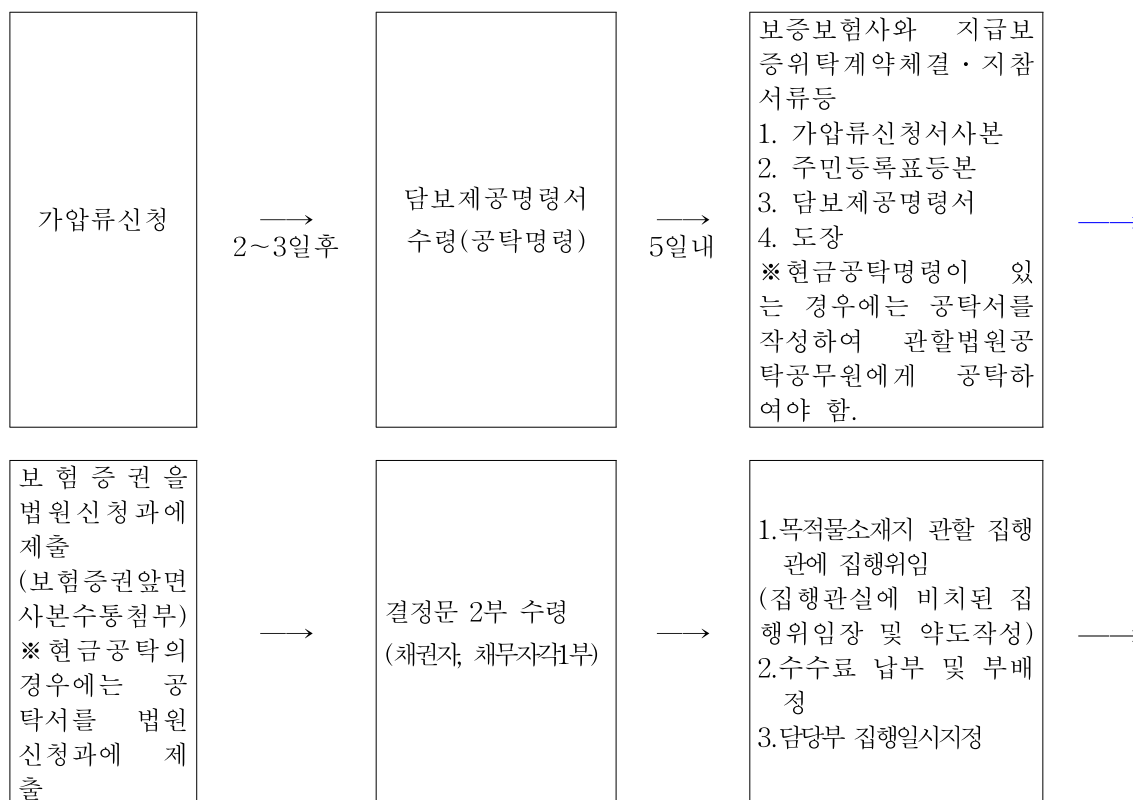 가압류신청
——→
2～3일후
담보제공명령서
수령(공탁명령)
——→
5일내
보증보험사와 지급보
증위탁계약체결·지참
서류등
1. 가압류신청서사본
2. 주민등록표등본
3. 담보제공명령서
4. 도장
※현금공탁명령이 있
는 경우에는 공탁서를
작성하여 관할법원공
탁공무원에게 공탁하
여야 함.
——→
보험증권을
법원신청과에
제출
(보험증권앞면
사본수통첨부)
※현금공탁의
경우에는 공
탁서를 법원
신청과에 제
출
——→
결정문 2부 수령
(채권자, 채무자각1부)
——→
1.목적물소재지 관할 집행
관에 집행위임
(집행관실에 비치된 집
행위임장 및 약도작성)
2.수수료 납부 및 부배
정
3.담당부 집행일시지정
——→